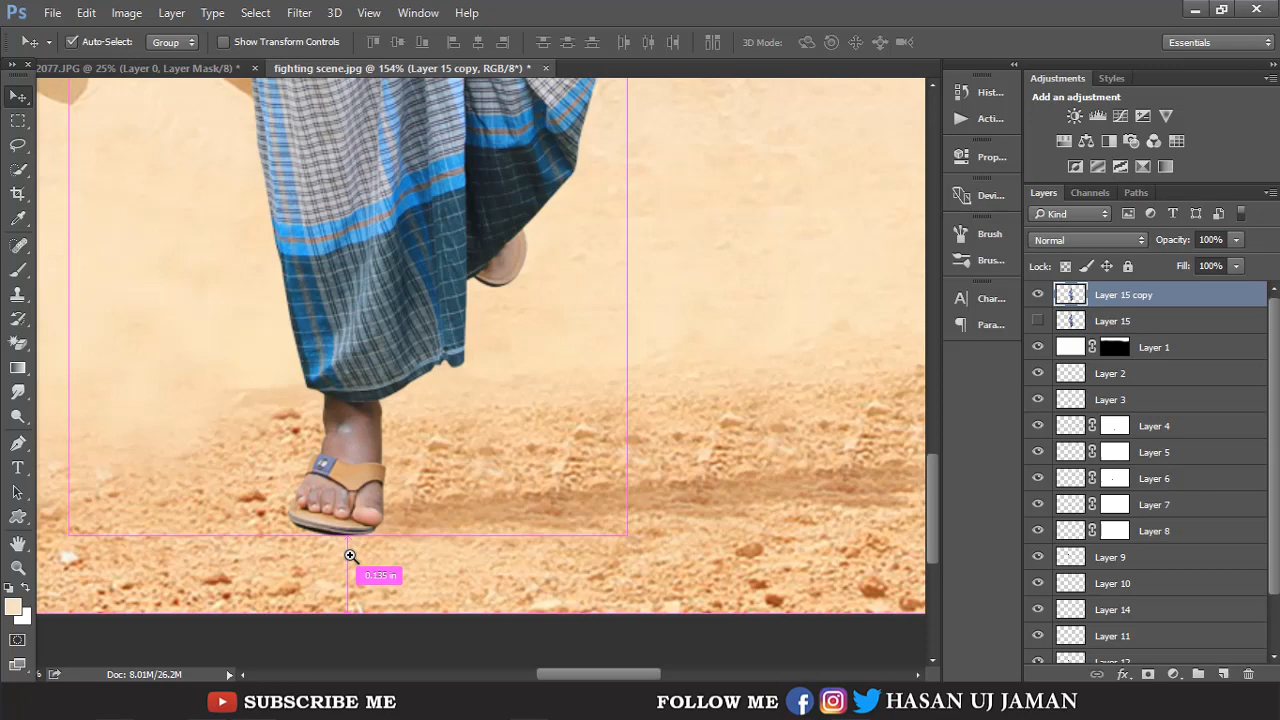 Ps File Edit Image Layer Type Select Filter 3D View Window Help
Auto-Select: Group Show Transform Controls 3D Mode: Essentials
2077.JPG @ 25% (Layer 0, Layer Mask/8) * × fighting scene.jpg @ 154% (Layer 15 copy, RGB/8*) * ×
Hist...
Acti...
Prop...
Devi...
Brush
Brus...
Char...
Para...
Adjustments Styles
Add an adjustment
Layers Channels Paths
Kind
Normal Opacity: 100%
Lock: Fill: 100%
Layer 15 copy
Layer 15
Layer 1
Layer 2
Layer 3
Layer 4
Layer 5
Layer 6
Layer 7
Layer 8
Layer 9
Layer 10
Layer 14
Layer 11
Layer 12
0.135 in
Doc: 8.01M/26.2M
SUBSCRIBE ME FOLLOW ME HASAN UJ JAMAN